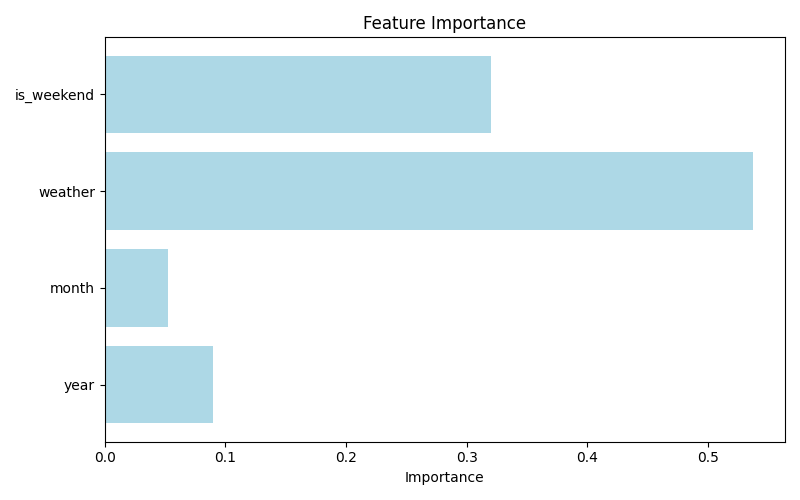 Feature Importance
is_weekend
weather
month
year
0.0 0.1 0.2 0.3 0.4 0.5
Importance